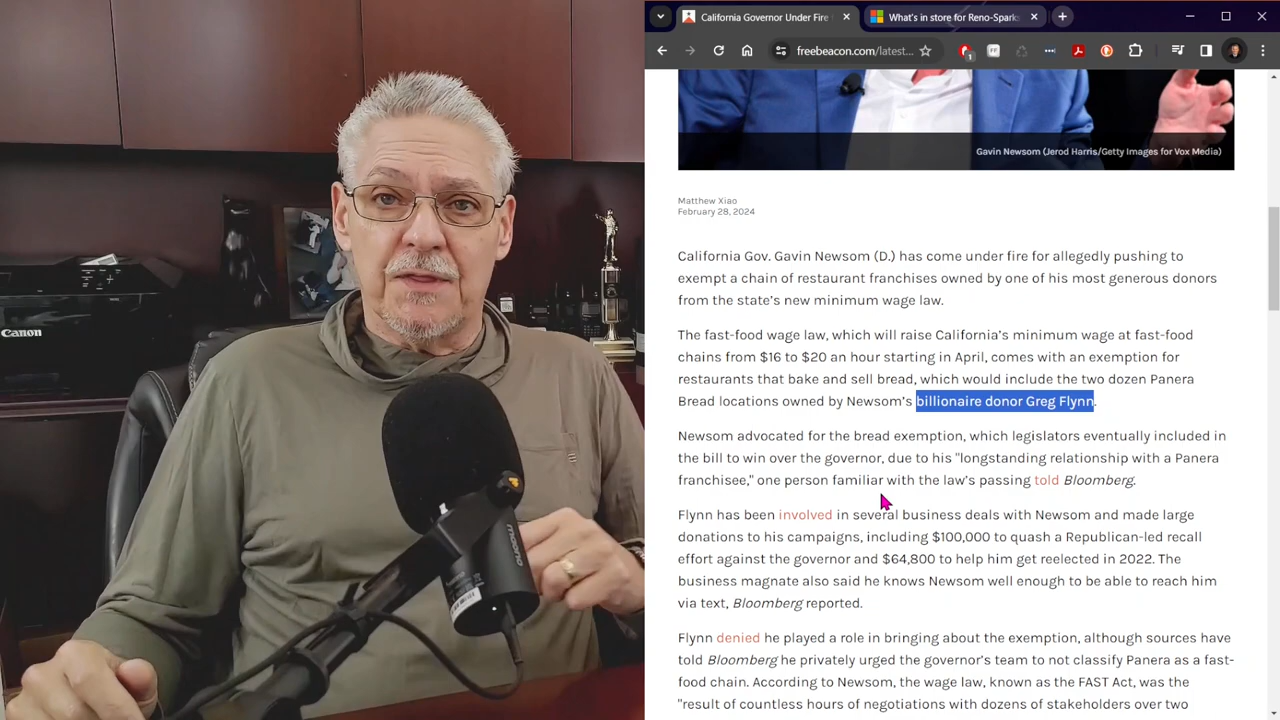 California Governor Under Fire
What's in store for Reno-Sparks
freebeacon.com/latest...
1
FF
Gavin Newsom (Jerod Harris/Getty Images for Vox Media)
Matthew Xiao
February 28, 2024
California Gov. Gavin Newsom (D.) has come under fire for allegedly pushing to
exempt a chain of restaurant franchises owned by one of his most generous donors
from the state's new minimum wage law.
The fast-food wage law, which will raise California's minimum wage at fast-food
chains from $16 to $20 an hour starting in April, comes with an exemption for
restaurants that bake and sell bread, which would include the two dozen Panera
Bread locations owned by Newsom's billionaire donor Greg Flynn.
Newsom advocated for the bread exemption, which legislators eventually included in
the bill to win over the governor, due to his "longstanding relationship with a Panera
franchisee," one person familiar with the law's passing told Bloomberg.
Flynn has been involved in several business deals with Newsom and made large
donations to his campaigns, including $100,000 to quash a Republican-led recall
effort against the governor and $64,800 to help him get reelected in 2022. The
business magnate also said he knows Newsom well enough to be able to reach him
via text, Bloomberg reported.
Flynn denied he played a role in bringing about the exemption, although sources have
told Bloomberg he privately urged the governor's team to not classify Panera as a fast-
food chain. According to Newsom, the wage law, known as the FAST Act, was the
"result of countless hours of negotiations with dozens of stakeholders over two
Canon
maono